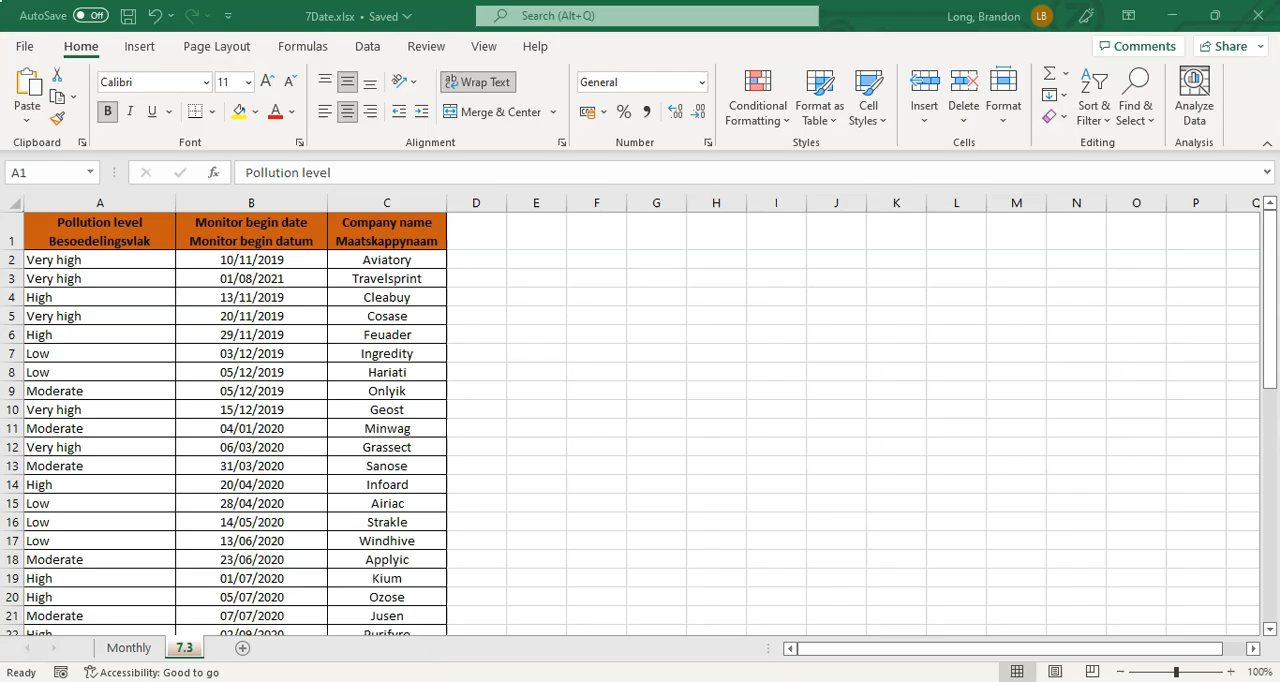 AutoSave Off 7Date.xlsx • Saved Search (Alt+Q) Long, Brandon LB
File Home Insert Page Layout Formulas Data Review View Help Comments Share
Paste Calibri 11 A A Wrap Text General Conditional Formatting Format as Table Cell Styles Insert Delete Format Sort & Filter Find & Select Analyze Data
B I U A Merge & Center % 
Clipboard Font Alignment Number Styles Cells Editing Analysis
A1 fx Pollution level
A B C D E F G H I J K L M N O P Q
1 Pollution level Monitor begin date Company name
Besoedelingsvlak Monitor begin datum Maatskappynaam
2 Very high 10/11/2019 Aviatory
3 Very high 01/08/2021 Travelsprint
4 High 13/11/2019 Cleabuy
5 Very high 20/11/2019 Cosase
6 High 29/11/2019 Feuader
7 Low 03/12/2019 Ingredity
8 Low 05/12/2019 Hariati
9 Moderate 05/12/2019 Onlyik
10 Very high 15/12/2019 Geost
11 Moderate 04/01/2020 Minwag
12 Very high 06/03/2020 Grassect
13 Moderate 31/03/2020 Sanose
14 High 20/04/2020 Infoard
15 Low 28/04/2020 Airiac
16 Low 14/05/2020 Strakle
17 Low 13/06/2020 Windhive
18 Moderate 23/06/2020 Applyic
19 High 01/07/2020 Kium
20 High 05/07/2020 Ozose
21 Moderate 07/07/2020 Jusen
22 High 02/09/2020 Purifyre
Monthly 7.3
Ready Accessibility: Good to go 100%